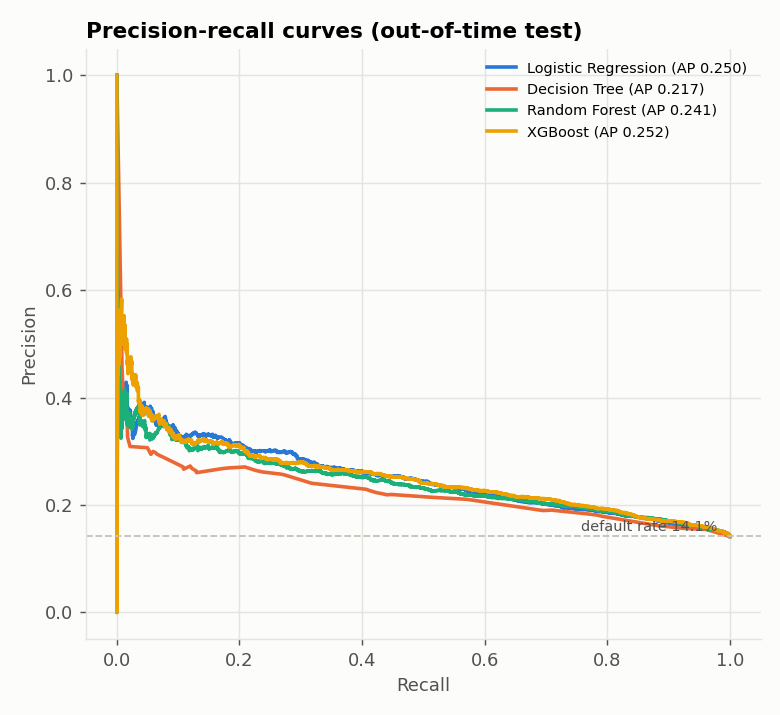 Precision-recall curves (out-of-time test)
1.0
0.8
0.6
0.4
0.2
0.0
Precision
Logistic Regression (AP 0.250)
Decision Tree (AP 0.217)
Random Forest (AP 0.241)
XGBoost (AP 0.252)
default rate 14.1%
0.0
0.2
0.4
0.6
0.8
1.0
Recall